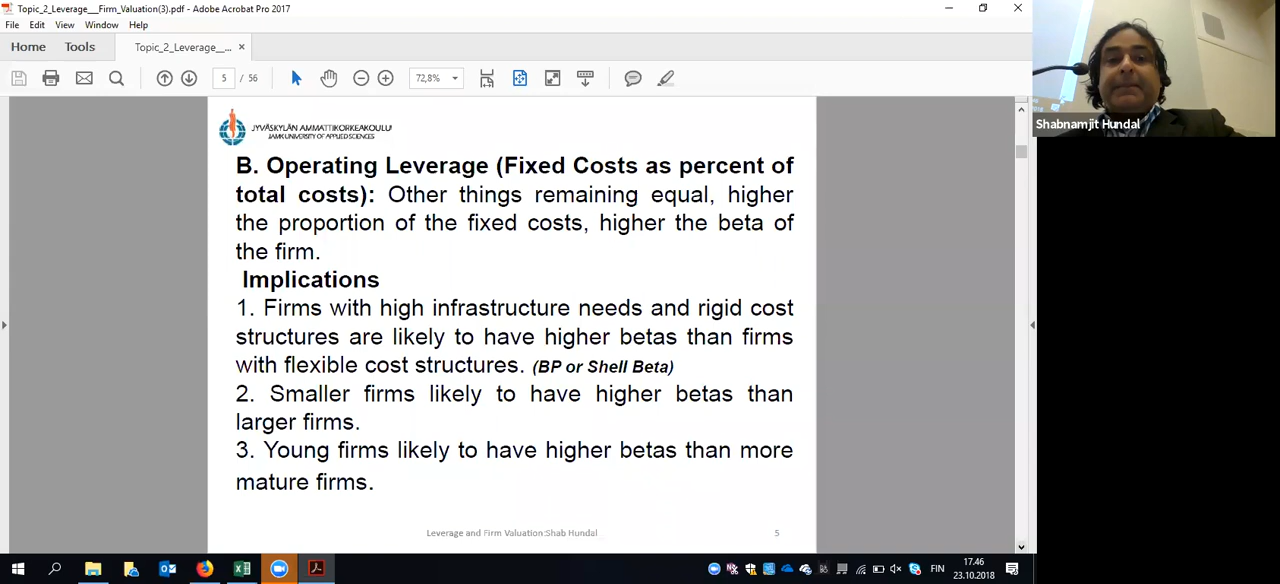 Topic_2_Leverage__Firm_Valuation(3).pdf - Adobe Acrobat Pro 2017
File Edit View Window Help
Home Tools Topic_2_Leverage__... ×
5 / 56 72,8%
Shabnamjit Hundal
JYVÄSKYLÄN AMMATTIKORKEAKOULU
JAMK UNIVERSITY OF APPLIED SCIENCES
B. Operating Leverage (Fixed Costs as percent of
total costs): Other things remaining equal, higher
the proportion of the fixed costs, higher the beta of
the firm.
Implications
1. Firms with high infrastructure needs and rigid cost
structures are likely to have higher betas than firms
with flexible cost structures. (BP or Shell Beta)
2. Smaller firms likely to have higher betas than
larger firms.
3. Young firms likely to have higher betas than more
mature firms.
Leverage and Firm Valuation:Shab Hundal 5
FIN
17.46
23.10.2018